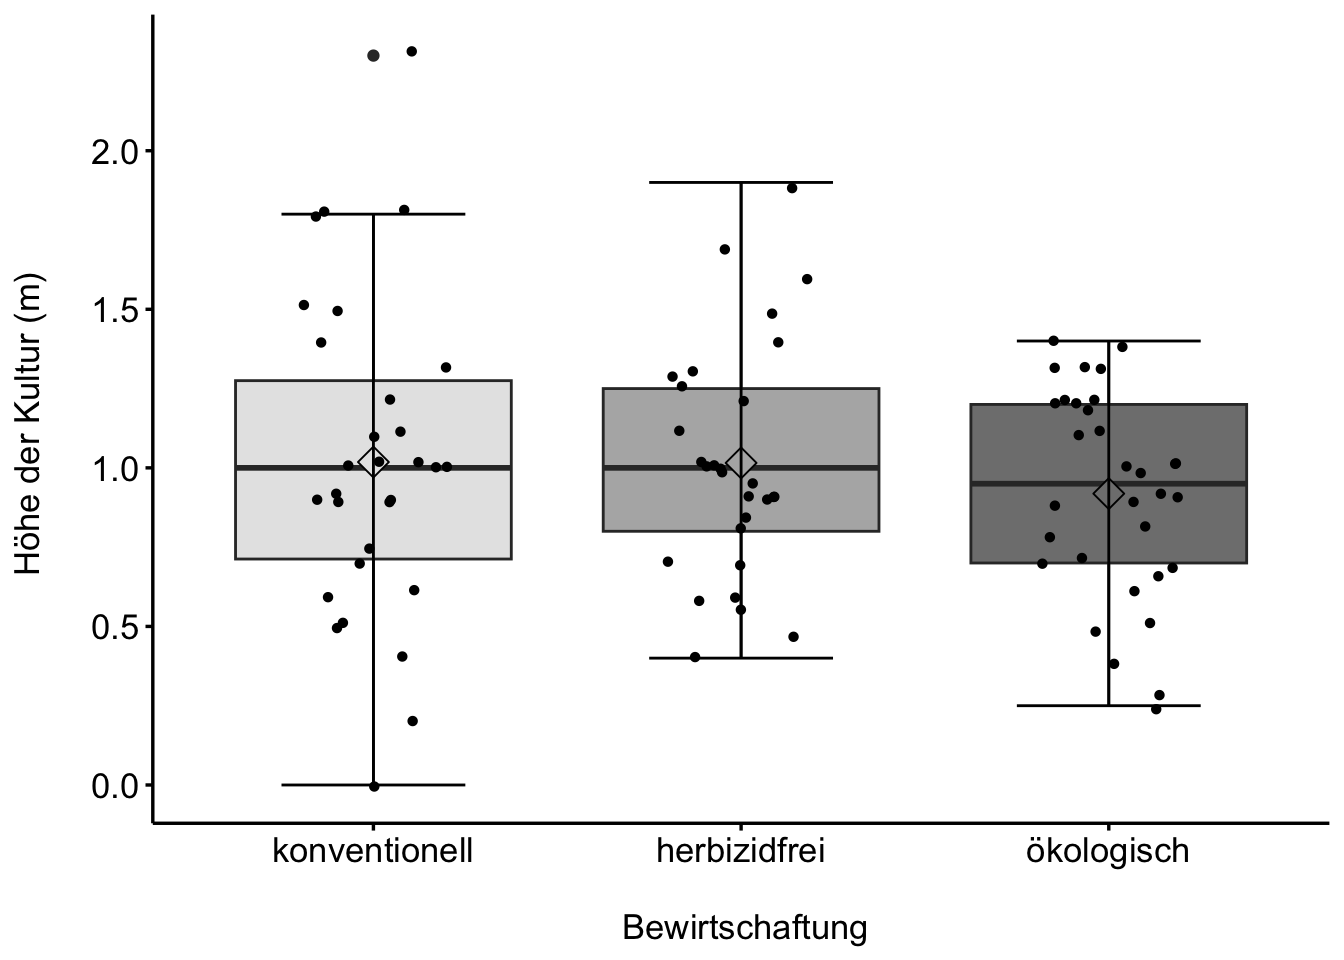 Höhe der Kultur (m)
2.0
1.5
1.0
0.5
0.0
konventionell herbizidfrei ökologisch
Bewirtschaftung